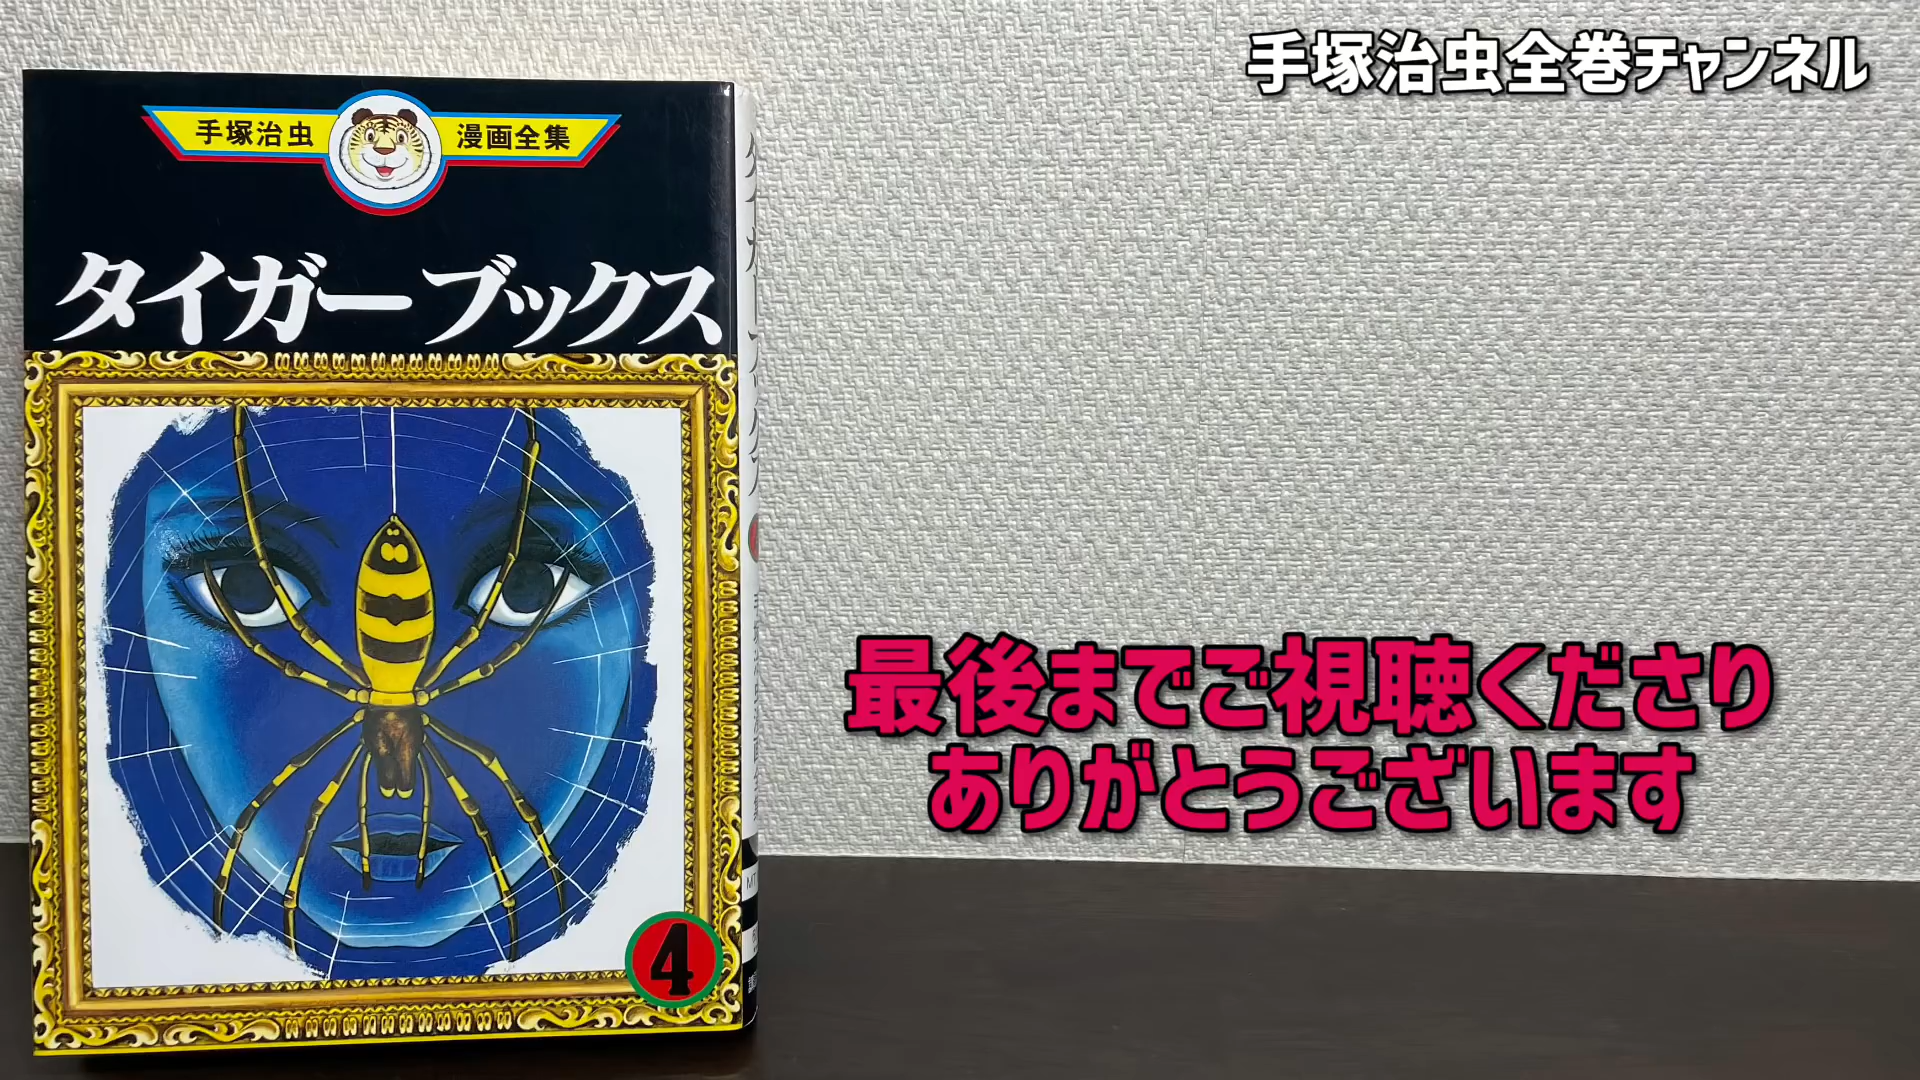 手塚治虫全巻チャンネル
手塚治虫 漫画全集
タイガーブックス
4
最後までご視聴くださり
ありがとうございます